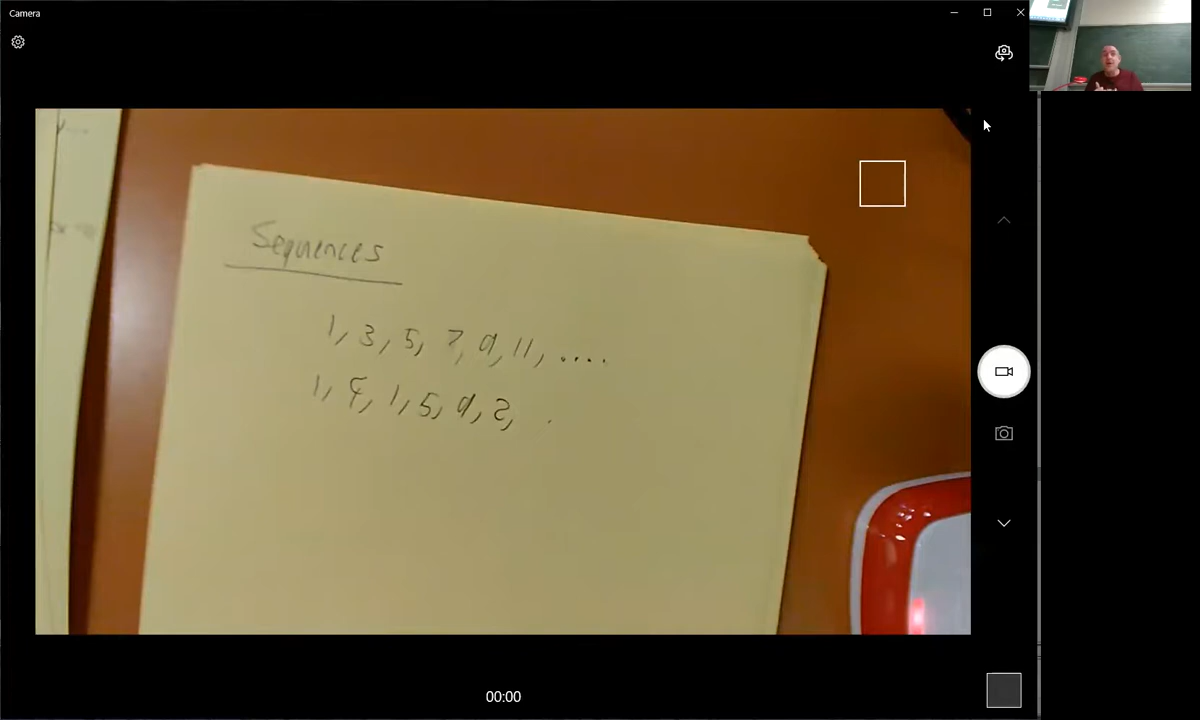 Camera
Sequences
1, 3, 5, 7, 9, 11, ....
1, 4, 1, 5, 9, 2, .
00:00